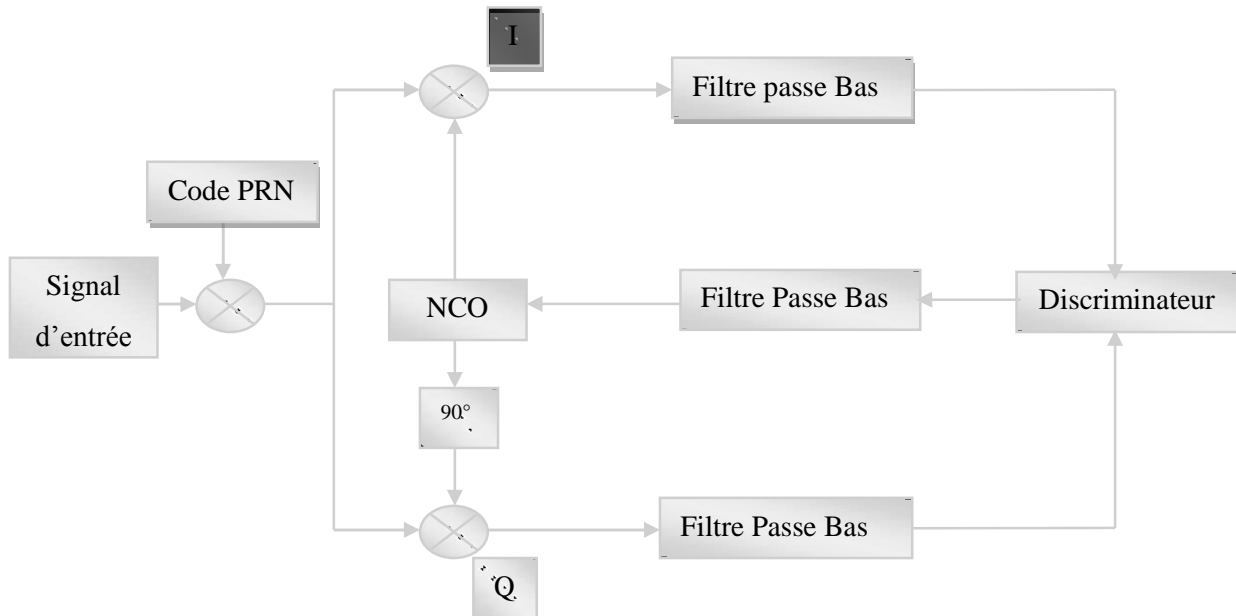 I
Filtre passe Bas
Code PRN
Signal
d’entrée
NCO
Filtre Passe Bas
Discriminateur
90°
Filtre Passe Bas
Q